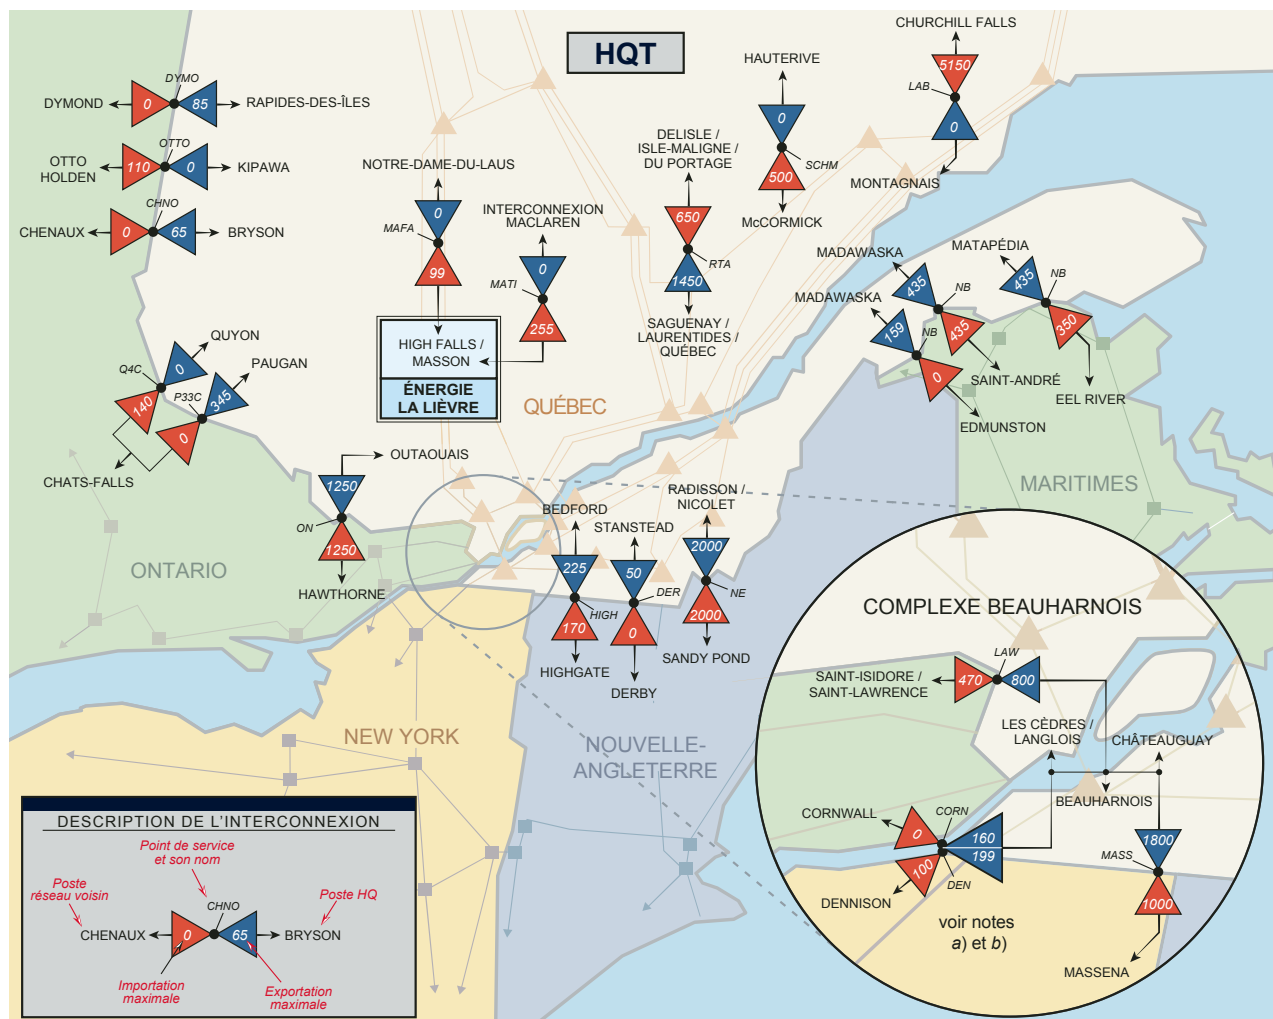 HQT
CHURCHILL FALLS
5150
LAB
0
MONTAGNAIS
HAUTERIVE
0
SCHM
500
McCORMICK
DYMO
DYMOND
0
85
RAPIDES-DES-ÎLES
OTTO
OTTO
HOLDEN
110
0
KIPAWA
CHNO
CHENAUX
0
65
BRYSON
NOTRE-DAME-DU-LAUS
0
MAFA
99
INTERCONNEXION
MACLAREN
0
MATI
255
HIGH FALLS /
MASSON
ÉNERGIE
LA LIÈVRE
DELISLE /
ISLE-MALIGNE /
DU PORTAGE
650
RTA
1450
SAGUENAY /
LAURENTIDES /
QUÉBEC
MADAWASKA
435
NB
435
SAINT-ANDRÉ
MATAPÉDIA
435
NB
350
EEL RIVER
MADAWASKA
159
NB
0
EDMUNSTON
QUYON
0
Q4C
140
PAUGAN
345
P33C
0
CHATS-FALLS
QUÉBEC
OUTAOUAIS
1250
ON
1250
HAWTHORNE
ONTARIO
MARITIMES
BEDFORD
225
HIGH
170
HIGHGATE
STANSTEAD
50
DER
0
DERBY
RADISSON /
NICOLET
2000
NE
2000
SANDY POND
NEW YORK
NOUVELLE-
ANGLETERRE
COMPLEXE BEAUHARNOIS
LAW
SAINT-ISIDORE /
SAINT-LAWRENCE
470
800
LES CÈDRES /
LANGLOIS
CHÂTEAUGUAY
BEAUHARNOIS
CORNWALL
0
CORN
160
199
100
DEN
DENNISON
1800
MASS
1000
MASSENA
voir notes
a) et b)
DESCRIPTION DE L'INTERCONNEXION
Point de service
et son nom
Poste
réseau voisin
Poste HQ
CHNO
CHENAUX
0
65
BRYSON
Importation
maximale
Exportation
maximale